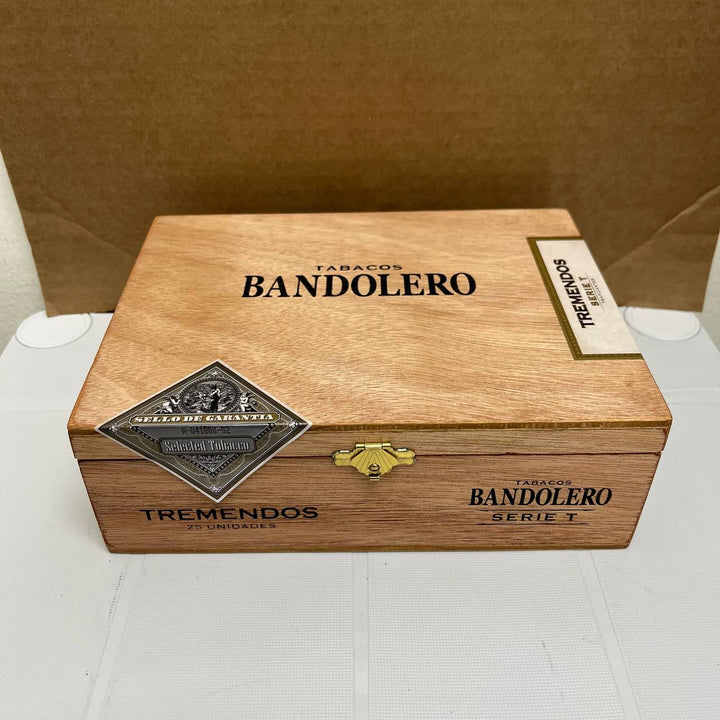 TABACOS
BANDOLERO
TREMENDOS
SERIE T
SELLO DE GARANTIA
Selected Tobacco
TREMENDOS
25 UNIDADES
TABACOS
BANDOLERO
SERIE T